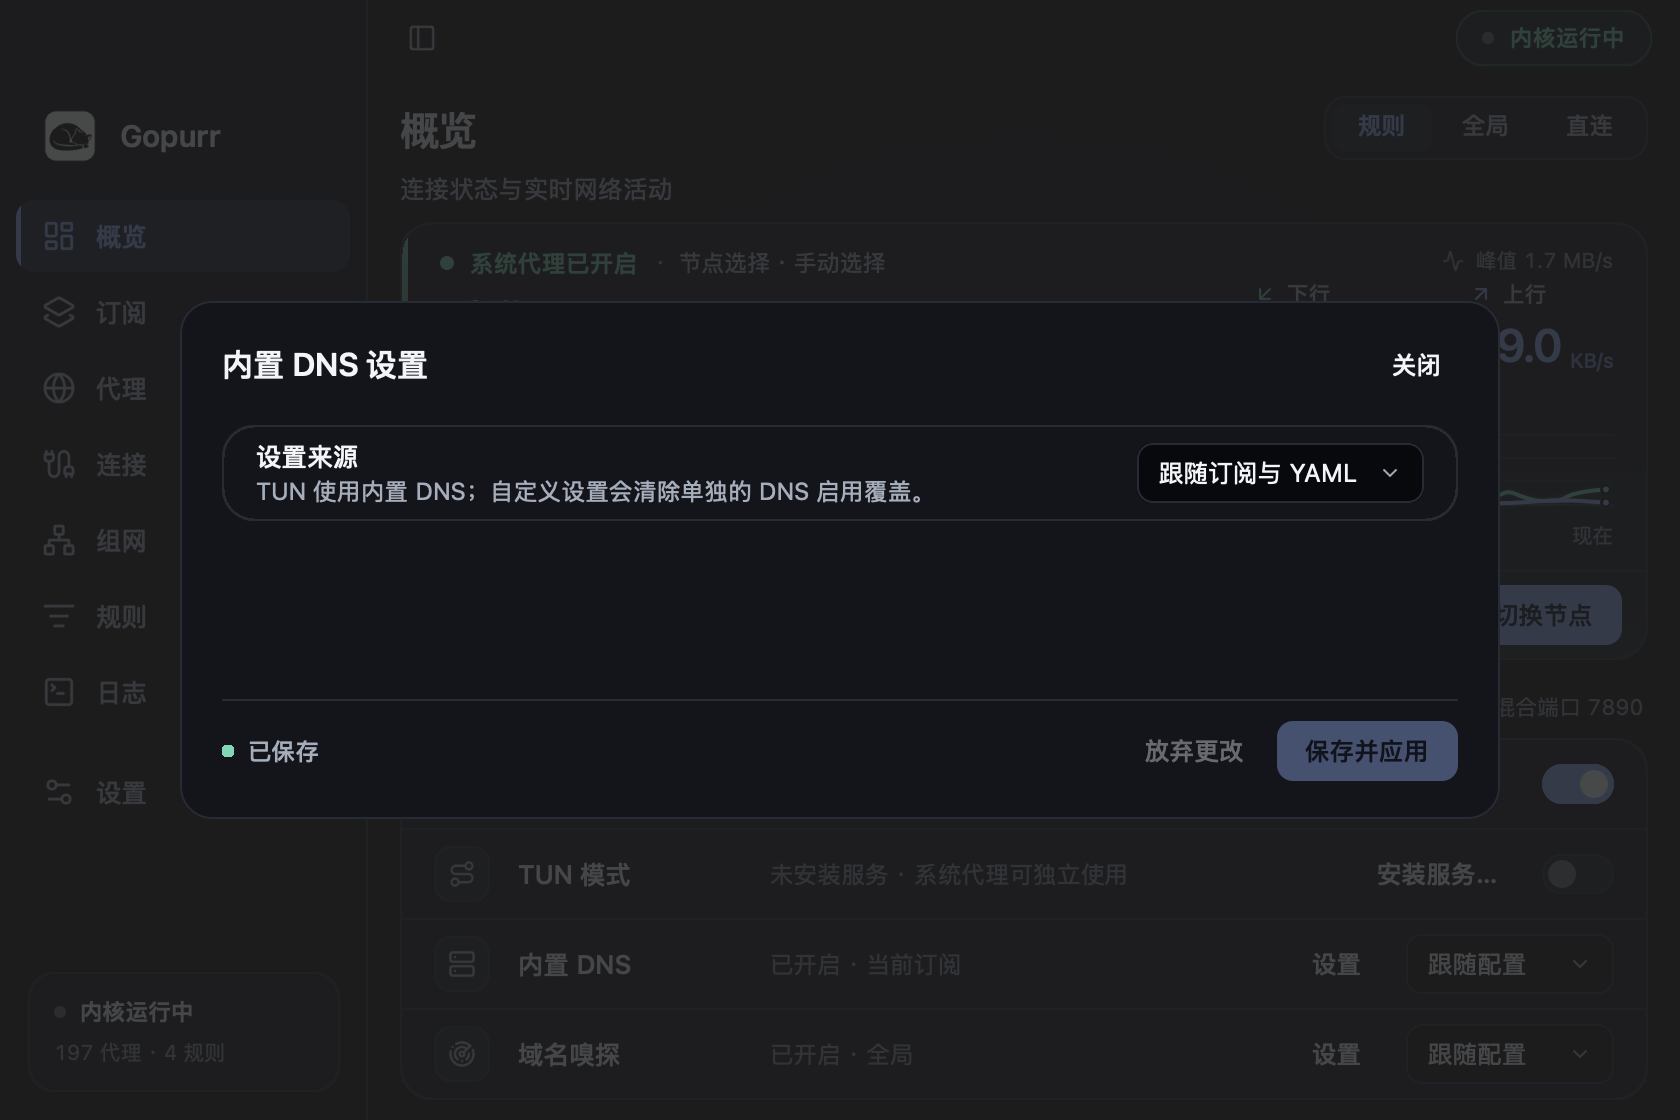 内核运行中
Gopurr
概览
规则 全局 直连
连接状态与实时网络活动
概览
订阅
代理
连接
组网
规则
日志
设置
系统代理已开启 · 节点选择 · 手动选择
峰值 1.7 MB/s
下行
上行
9.0 KB/s
现在
切换节点
混合端口 7890
内置 DNS 设置
关闭
设置来源
TUN 使用内置 DNS；自定义设置会清除单独的 DNS 启用覆盖。
跟随订阅与 YAML
已保存
放弃更改
保存并应用
TUN 模式
未安装服务 · 系统代理可独立使用
安装服务...
内置 DNS
已开启 · 当前订阅
设置
跟随配置
域名嗅探
已开启 · 全局
设置
跟随配置
内核运行中
197 代理 · 4 规则